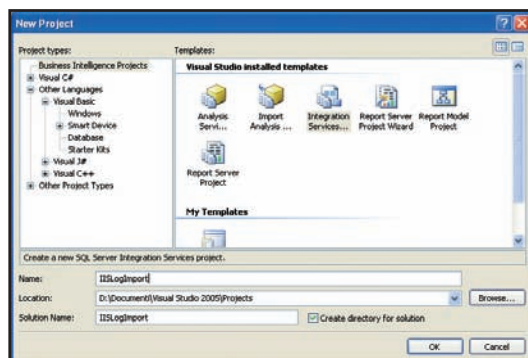 New Project
Project types:
Templates:
Business Intelligence Projects
Visual C#
Other Languages
Visual Basic
Windows
Smart Device
Database
Starter Kits
Visual J#
Visual C++
Other Project Types
Visual Studio installed templates
Analysis Servi...
Import Analysis ...
Integration Services...
Report Server Project Wizard
Report Model Project
Report Server Project
My Templates
Create a new SQL Server Integration Services project.
Name:
IISLogImport
Location:
D:\Documenti\Visual Studio 2005\Projects
Browse...
Solution Name:
IISLogImport
Create directory for solution
OK
Cancel